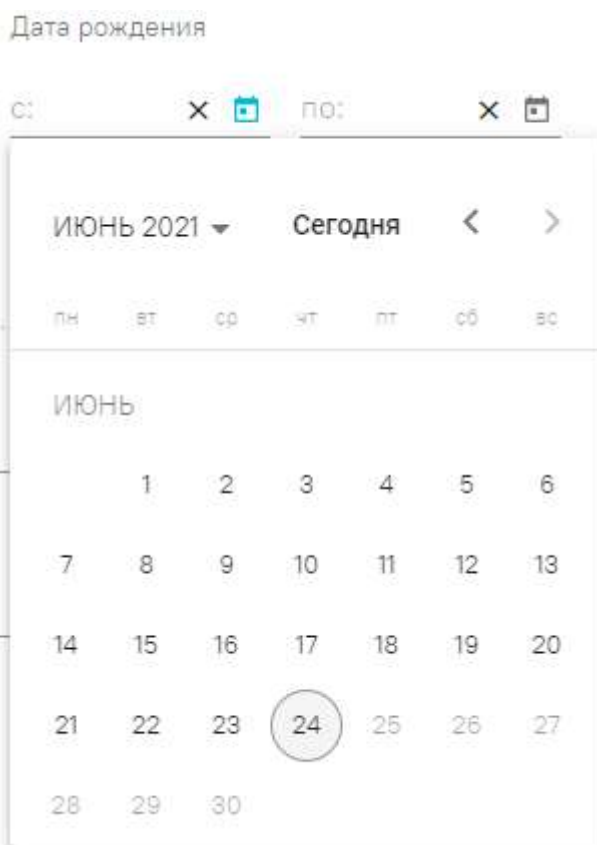 Дата рождения
с: по:
ИЮНЬ 2021 Сегодня
пн вт ср чт пт сб вс
ИЮНЬ
1 2 3 4 5 6
7 8 9 10 11 12 13
14 15 16 17 18 19 20
21 22 23 24 25 26 27
28 29 30